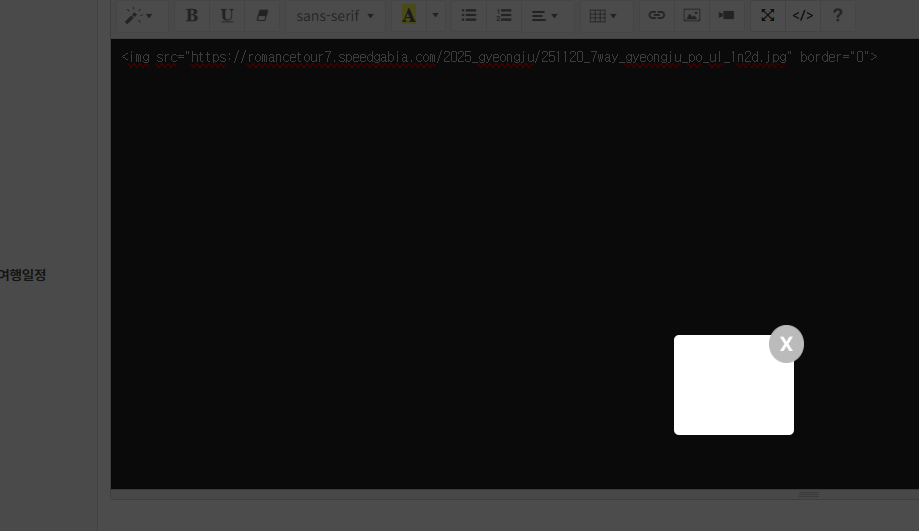 B U sans-serif A </> ?
<img src="https://romancetour7.speedgabia.com/2025_gyeongju/251120_7way_gyeongju_po_ul_1n2d.jpg" border="0">
여행일정
X